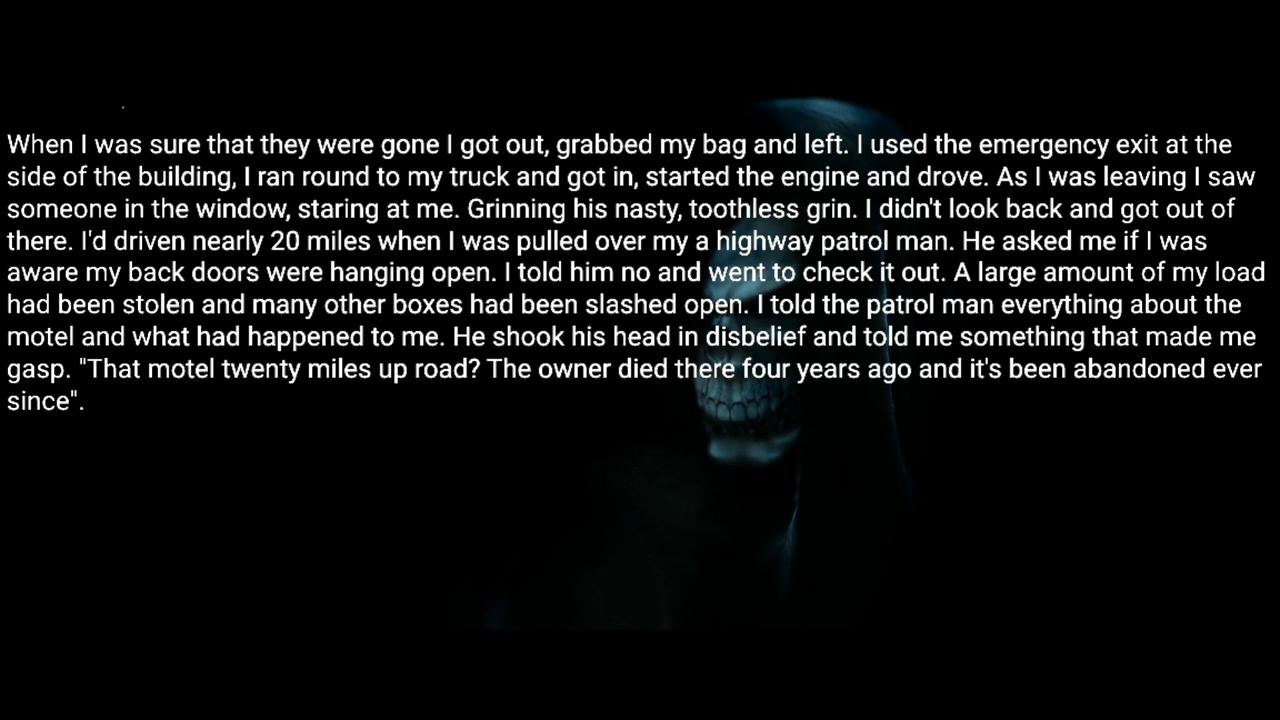 When I was sure that they were gone I got out, grabbed my bag and left. I used the emergency exit at the
side of the building, I ran round to my truck and got in, started the engine and drove. As I was leaving I saw
someone in the window, staring at me. Grinning his nasty, toothless grin. I didn't look back and got out of
there. I'd driven nearly 20 miles when I was pulled over my a highway patrol man. He asked me if I was
aware my back doors were hanging open. I told him no and went to check it out. A large amount of my load
had been stolen and many other boxes had been slashed open. I told the patrol man everything about the
motel and what had happened to me. He shook his head in disbelief and told me something that made me
gasp. "That motel twenty miles up road? The owner died there four years ago and it's been abandoned ever
since".